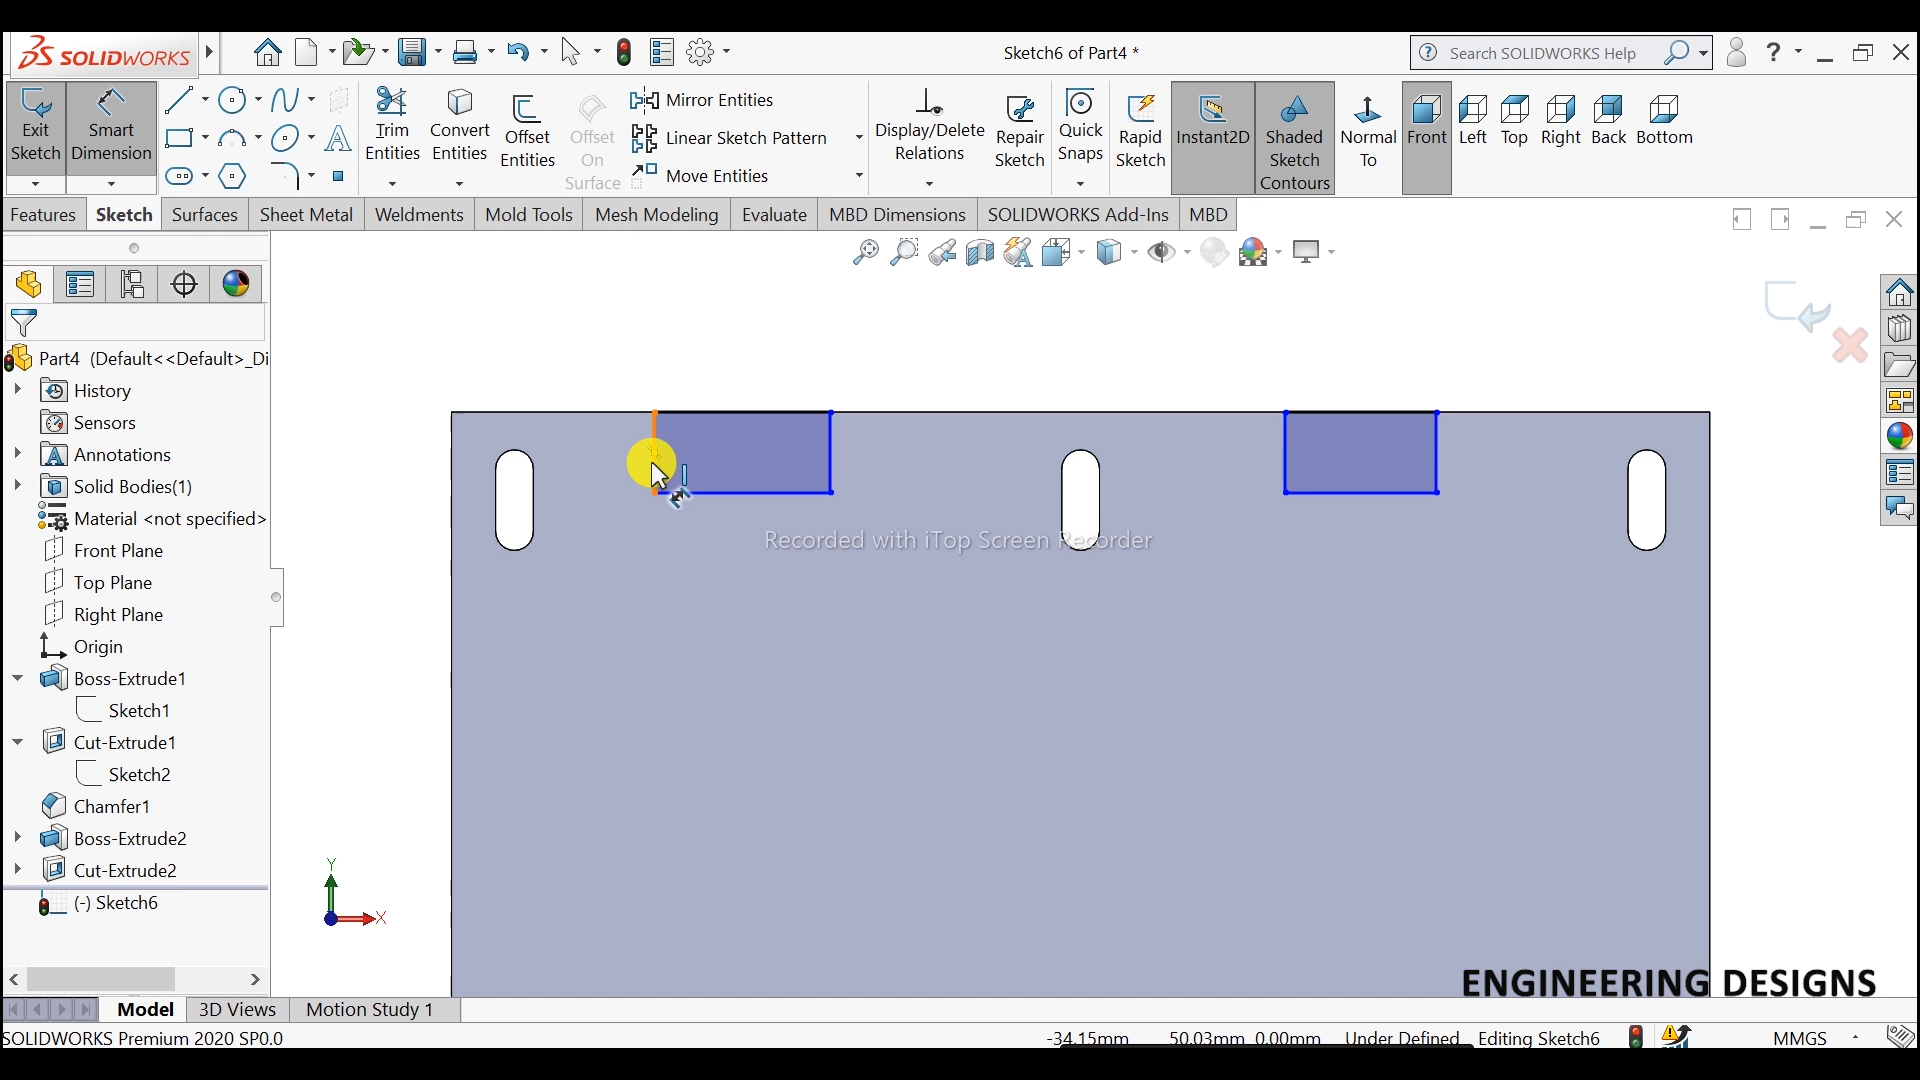 SOLIDWORKS
Sketch6 of Part4 *
Search SOLIDWORKS Help
Exit Sketch
Smart Dimension
Trim Entities
Convert Entities
Offset Entities
Offset On Surface
Mirror Entities
Linear Sketch Pattern
Move Entities
Display/Delete Relations
Repair Sketch
Quick Snaps
Rapid Sketch
Instant2D
Shaded Sketch Contours
Normal To
Front
Left
Top
Right
Back
Bottom
Features
Sketch
Surfaces
Sheet Metal
Weldments
Mold Tools
Mesh Modeling
Evaluate
MBD Dimensions
SOLIDWORKS Add-Ins
MBD
Part4 (Default<<Default>_Di
History
Sensors
Annotations
Solid Bodies(1)
Material <not specified>
Front Plane
Top Plane
Right Plane
Origin
Boss-Extrude1
Sketch1
Cut-Extrude1
Sketch2
Chamfer1
Boss-Extrude2
Cut-Extrude2
(-) Sketch6
Recorded with iTop Screen Recorder
Y
X
ENGINEERING DESIGNS
Model
3D Views
Motion Study 1
SOLIDWORKS Premium 2020 SP0.0
-34.15mm
50.03mm
0.00mm
Under Defined
Editing Sketch6
MMGS